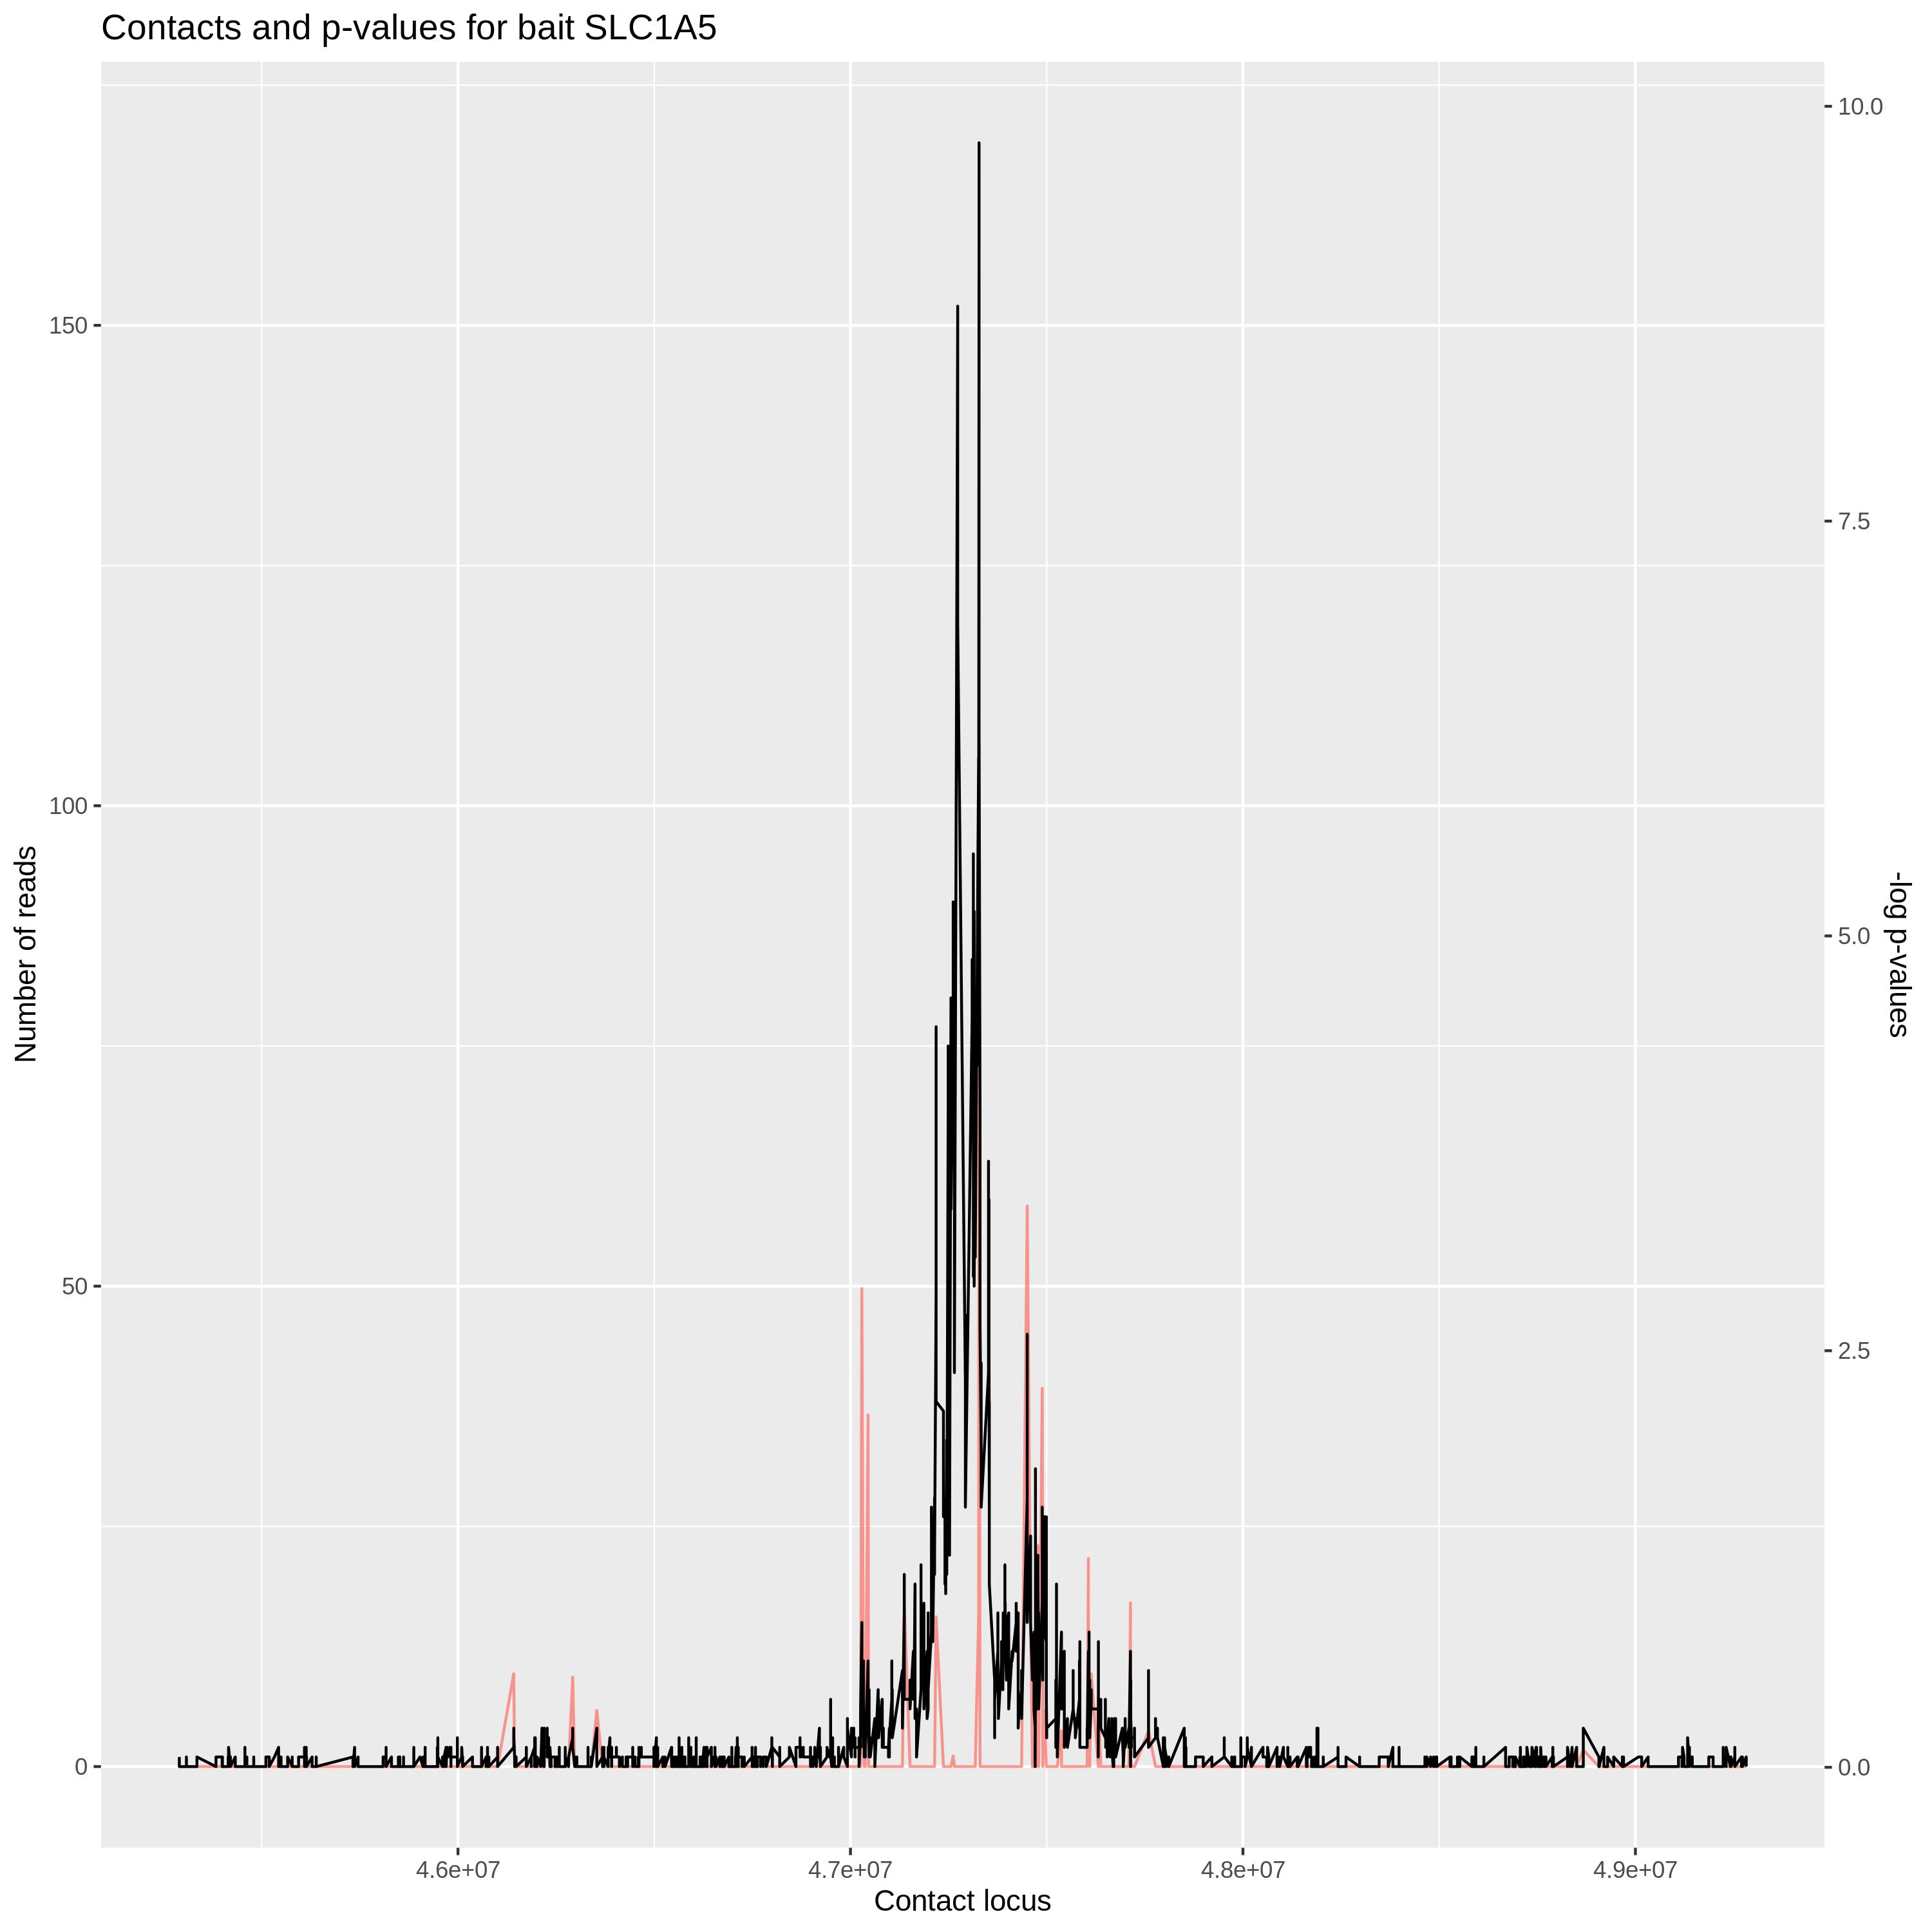 Contacts and p-values for bait SLC1A5
10.0
150
7.5
100
Number of reads
-log p-values
5.0
50
2.5
0
0.0
4.6e+07
4.7e+07
4.8e+07
4.9e+07
Contact locus